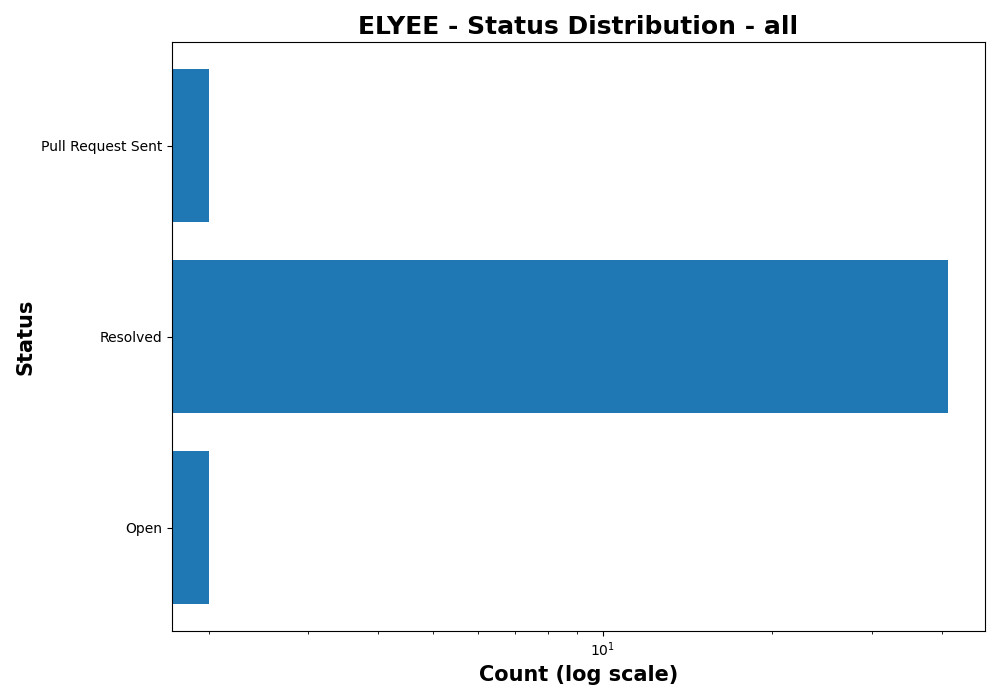 ELYEE - Status Distribution - all
Pull Request Sent
Resolved
Open
Status
10¹
Count (log scale)